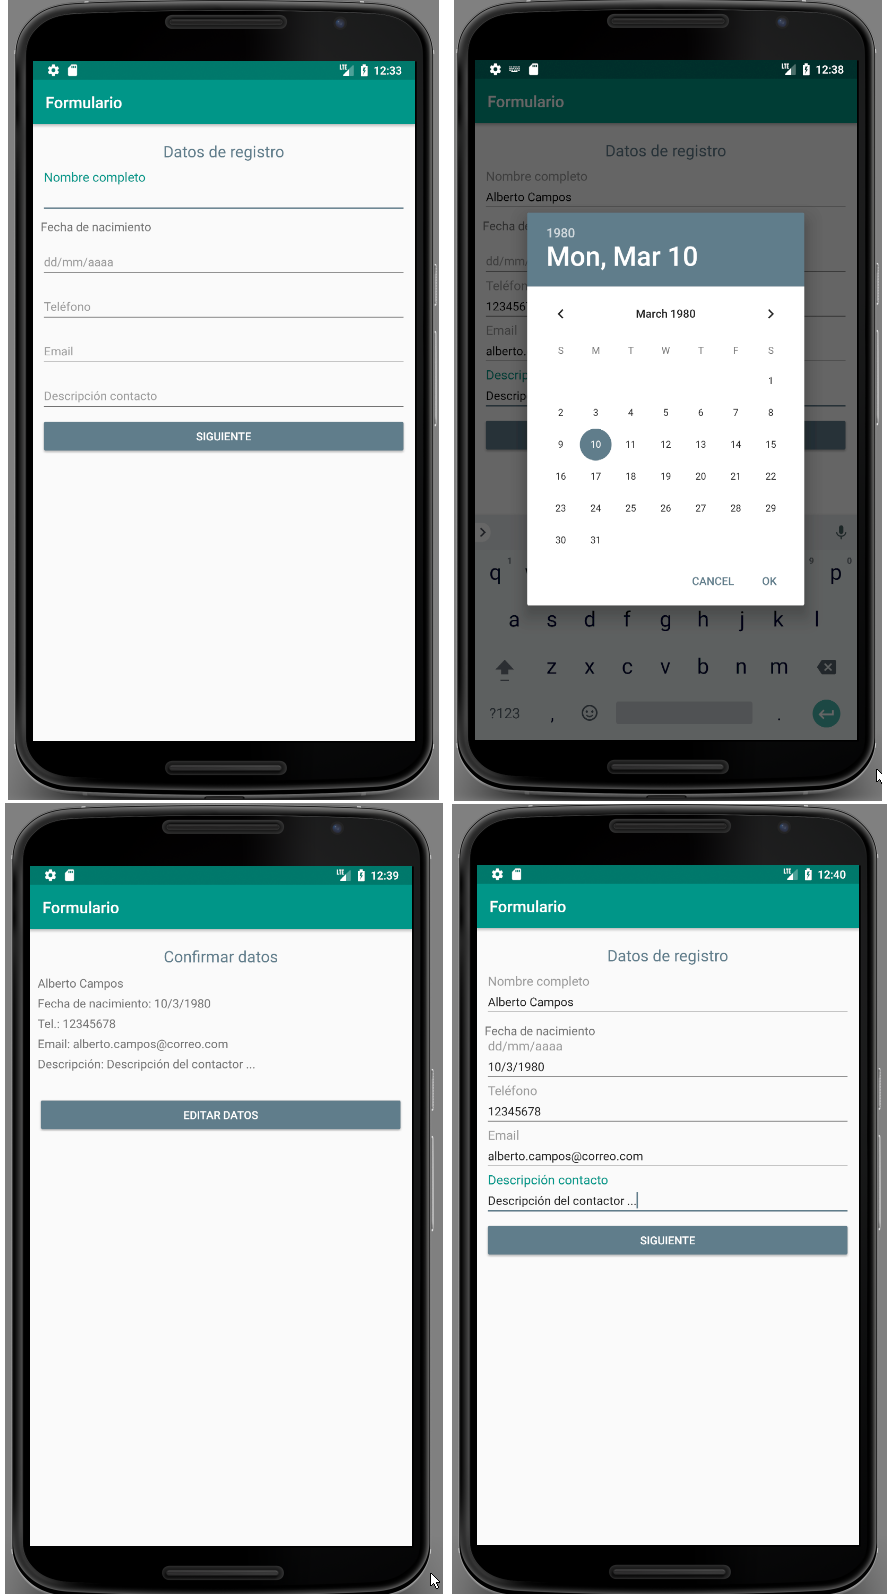 LTE 12:33
Formulario
Datos de registro
Nombre completo
Fecha de nacimiento
dd/mm/aaaa
Teléfono
Email
Descripción contacto
SIGUIENTE
LTE 12:38
Formulario
Datos de registro
Nombre completo
Alberto Campos
Fecha de
dd/mm/
Teléfon
123456
Email
alberto.
Descrip
Descrip
1980
Mon, Mar 10
March 1980
S M T W T F S
1
2 3 4 5 6 7 8
9 10 11 12 13 14 15
16 17 18 19 20 21 22
23 24 25 26 27 28 29
30 31
CANCEL OK
q 1 9 p 0
a s d f g h j k l
z x c v b n m
?123 , .
LTE 12:39
Formulario
Confirmar datos
Alberto Campos
Fecha de nacimiento: 10/3/1980
Tel.: 12345678
Email: alberto.campos@correo.com
Descripción: Descripción del contactor ...
EDITAR DATOS
LTE 12:40
Formulario
Datos de registro
Nombre completo
Alberto Campos
Fecha de nacimiento
dd/mm/aaaa
10/3/1980
Teléfono
12345678
Email
alberto.campos@correo.com
Descripción contacto
Descripción del contactor ...
SIGUIENTE